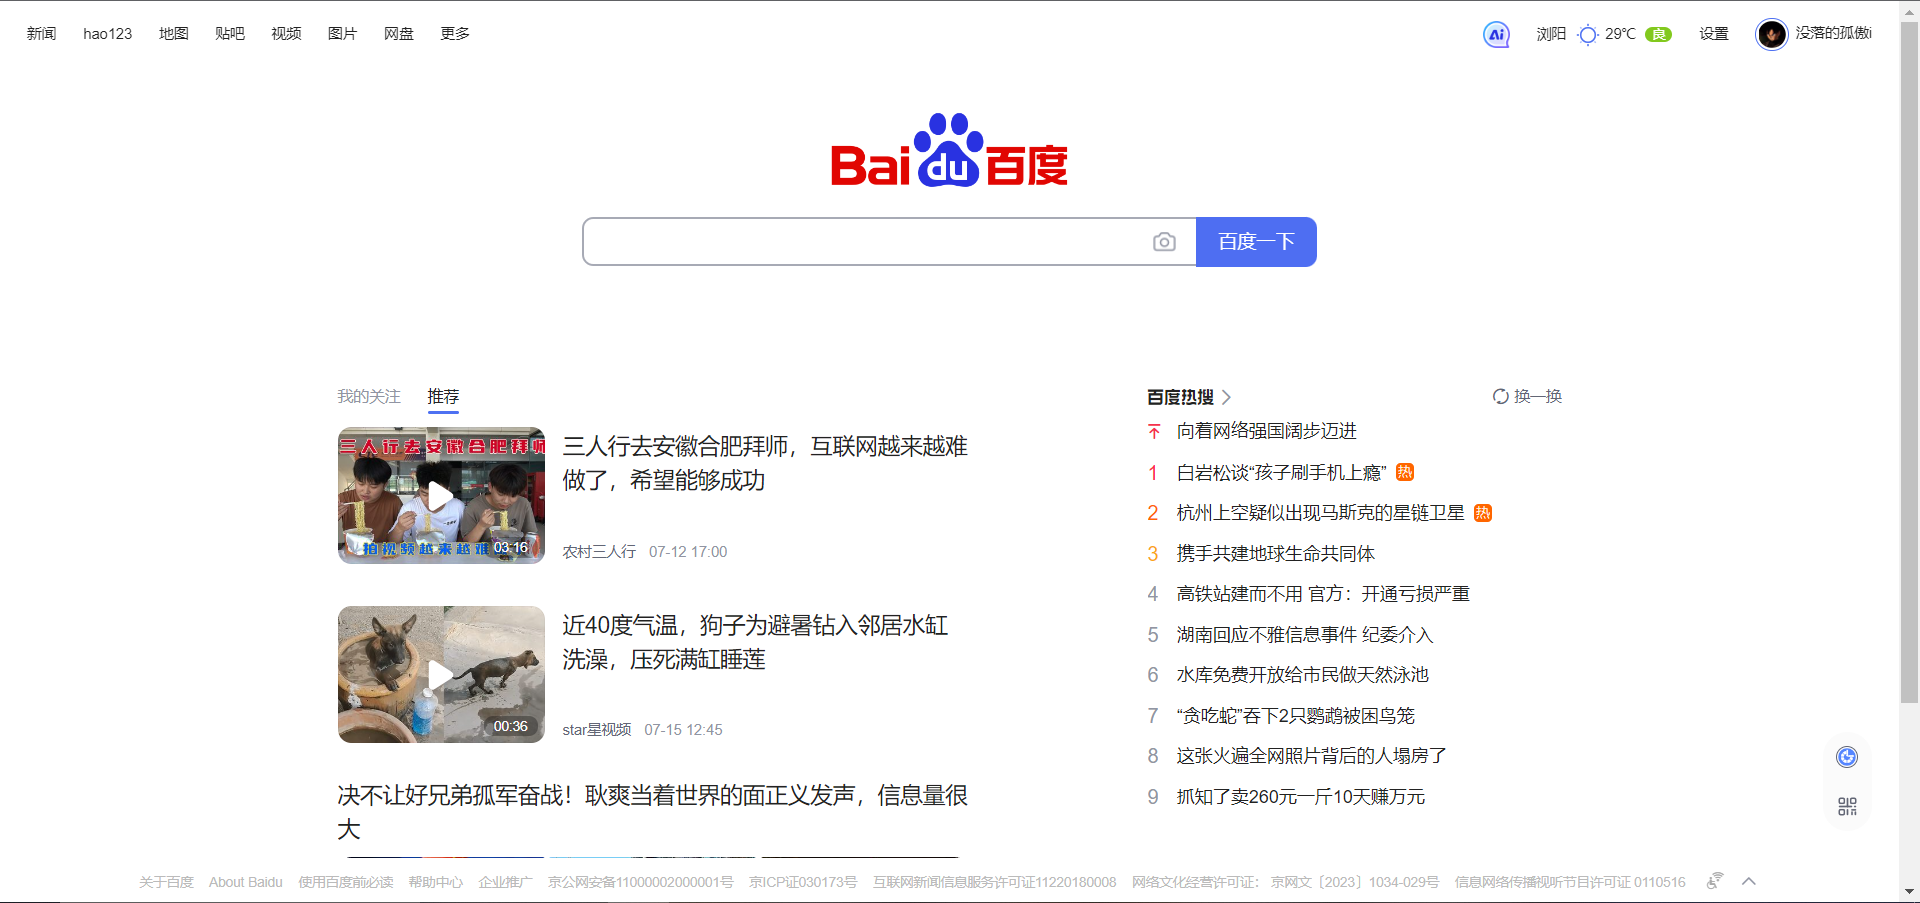 新闻 hao123 地图 贴吧 视频 图片 网盘 更多
Ai 浏阳 29℃ 良 设置 没落的孤傲i
Bai du 百度
百度一下
我的关注 推荐
三人行去安徽合肥拜师
拍视频越来越难
03:16
三人行去安徽合肥拜师，互联网越来越难
做了，希望能够成功
农村三人行 07-12 17:00
00:36
近40度气温，狗子为避暑钻入邻居水缸
洗澡，压死满缸睡莲
star星视频 07-15 12:45
决不让好兄弟孤军奋战！耿爽当着世界的面正义发声，信息量很
大
百度热搜 换一换
向着网络强国阔步迈进
1 白岩松谈“孩子刷手机上瘾” 热
2 杭州上空疑似出现马斯克的星链卫星 热
3 携手共建地球生命共同体
4 高铁站建而不用 官方：开通亏损严重
5 湖南回应不雅信息事件 纪委介入
6 水库免费开放给市民做天然泳池
7 “贪吃蛇”吞下2只鹦鹉被困鸟笼
8 这张火遍全网照片背后的人塌房了
9 抓知了卖260元一斤10天赚万元
关于百度 About Baidu 使用百度前必读 帮助中心 企业推广 京公网安备11000002000001号 京ICP证030173号 互联网新闻信息服务许可证11220180008 网络文化经营许可证： 京网文〔2023〕1034-029号 信息网络传播视听节目许可证 0110516